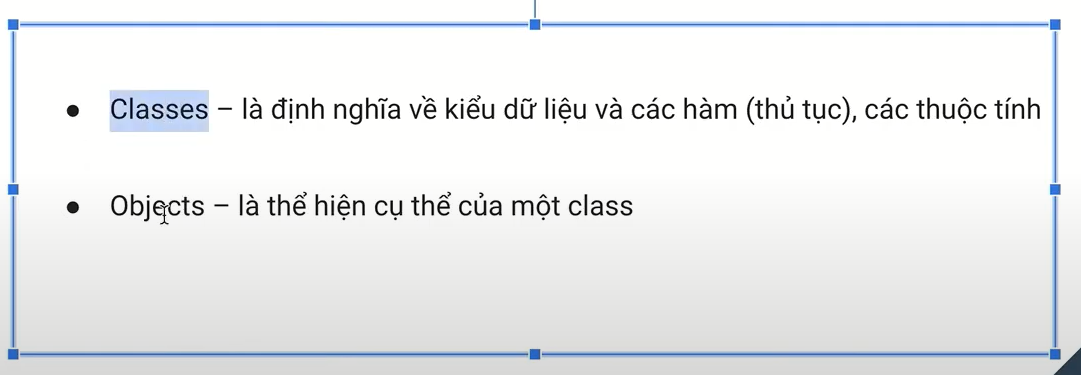 ● Classes – là định nghĩa về kiểu dữ liệu và các hàm (thủ tục), các thuộc tính
● Objects – là thể hiện cụ thể của một class